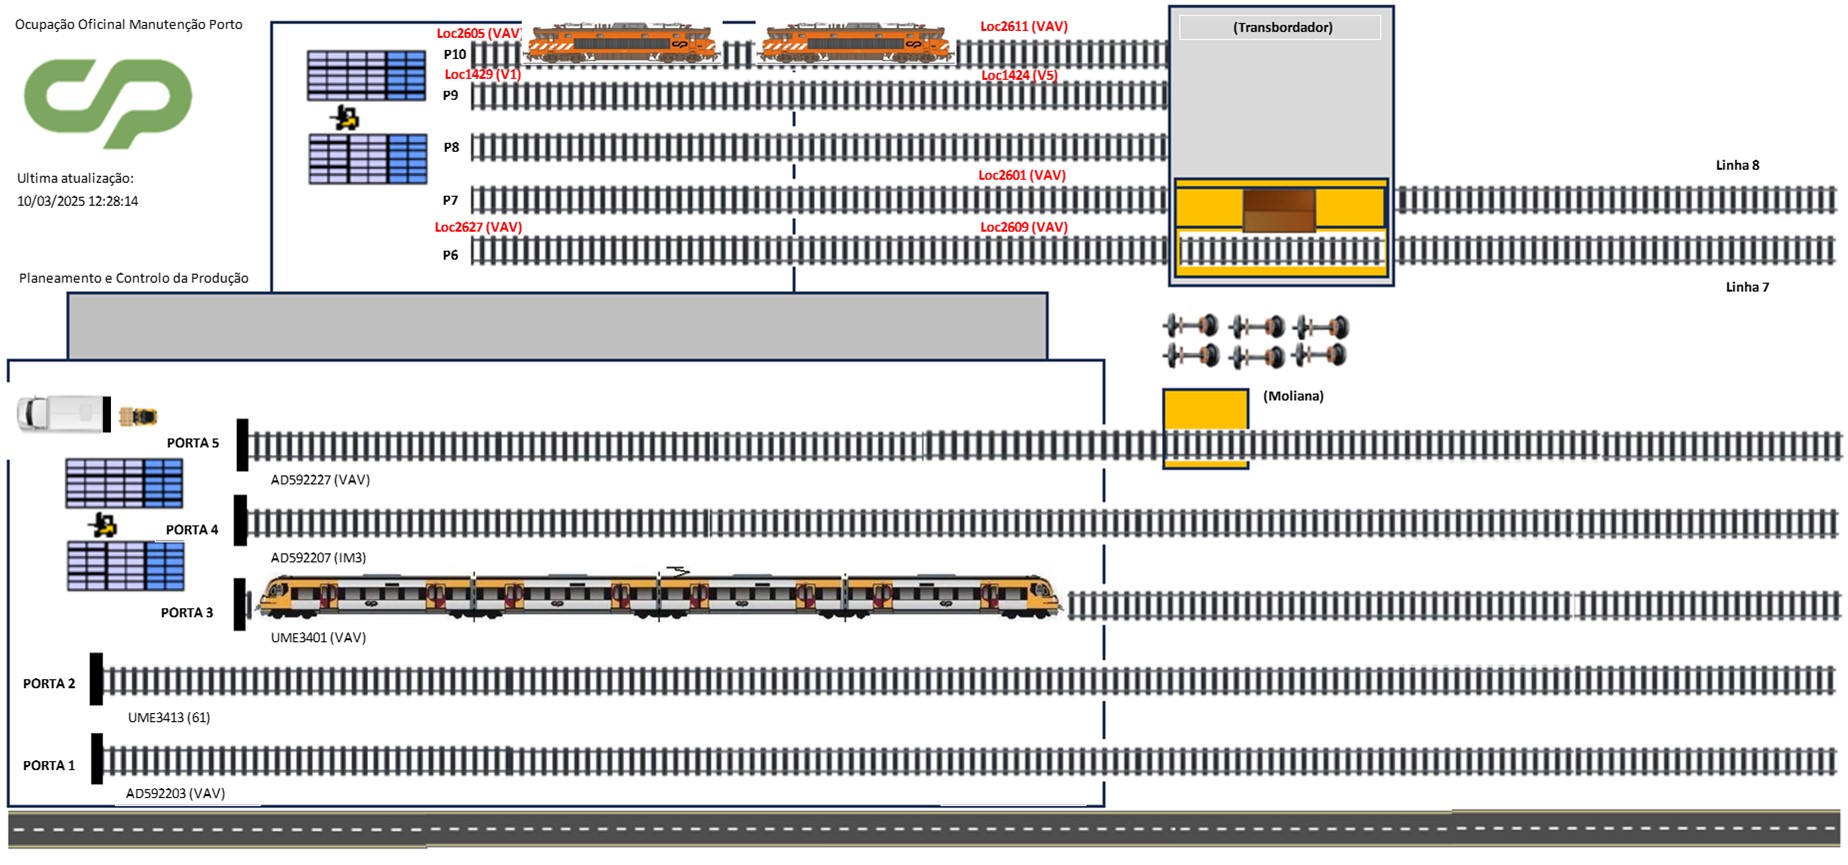 Ocupação Oficinal Manutenção Porto
Ultima atualização:
10/03/2025 12:28:14
Planeamento e Controlo da Produção
Loc2605 (VAV)
Loc2611 (VAV)
P10
Loc1429 (V1)
Loc1424 (V5)
P9
P8
Loc2601 (VAV)
P7
Loc2627 (VAV)
Loc2609 (VAV)
P6
(Transbordador)
Linha 8
Linha 7
(Moliana)
PORTA 5
AD592227 (VAV)
PORTA 4
AD592207 (IM3)
PORTA 3
UME3401 (VAV)
PORTA 2
UME3413 (61)
PORTA 1
AD592203 (VAV)